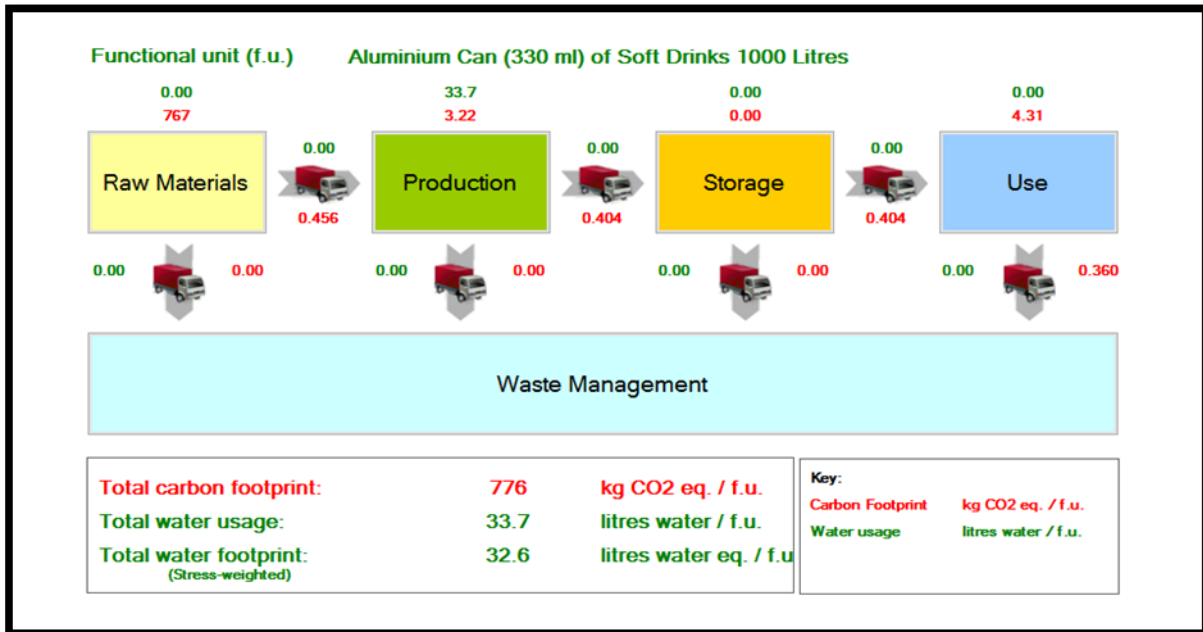 Functional unit (f.u.) Aluminium Can (330 ml) of Soft Drinks 1000 Litres
0.00 33.7 0.00 0.00
767 3.22 0.00 4.31
0.00 0.00 0.00
Raw Materials Production Storage Use
0.456 0.404 0.404
0.00 0.00 0.00 0.00 0.00 0.00 0.00 0.360
Waste Management
Total carbon footprint: 776 kg CO2 eq. / f.u.
Total water usage: 33.7 litres water / f.u.
Total water footprint: 32.6 litres water eq. / f.u
(Stress-weighted)
Key:
Carbon Footprint kg CO2 eq. / f.u.
Water usage litres water / f.u.